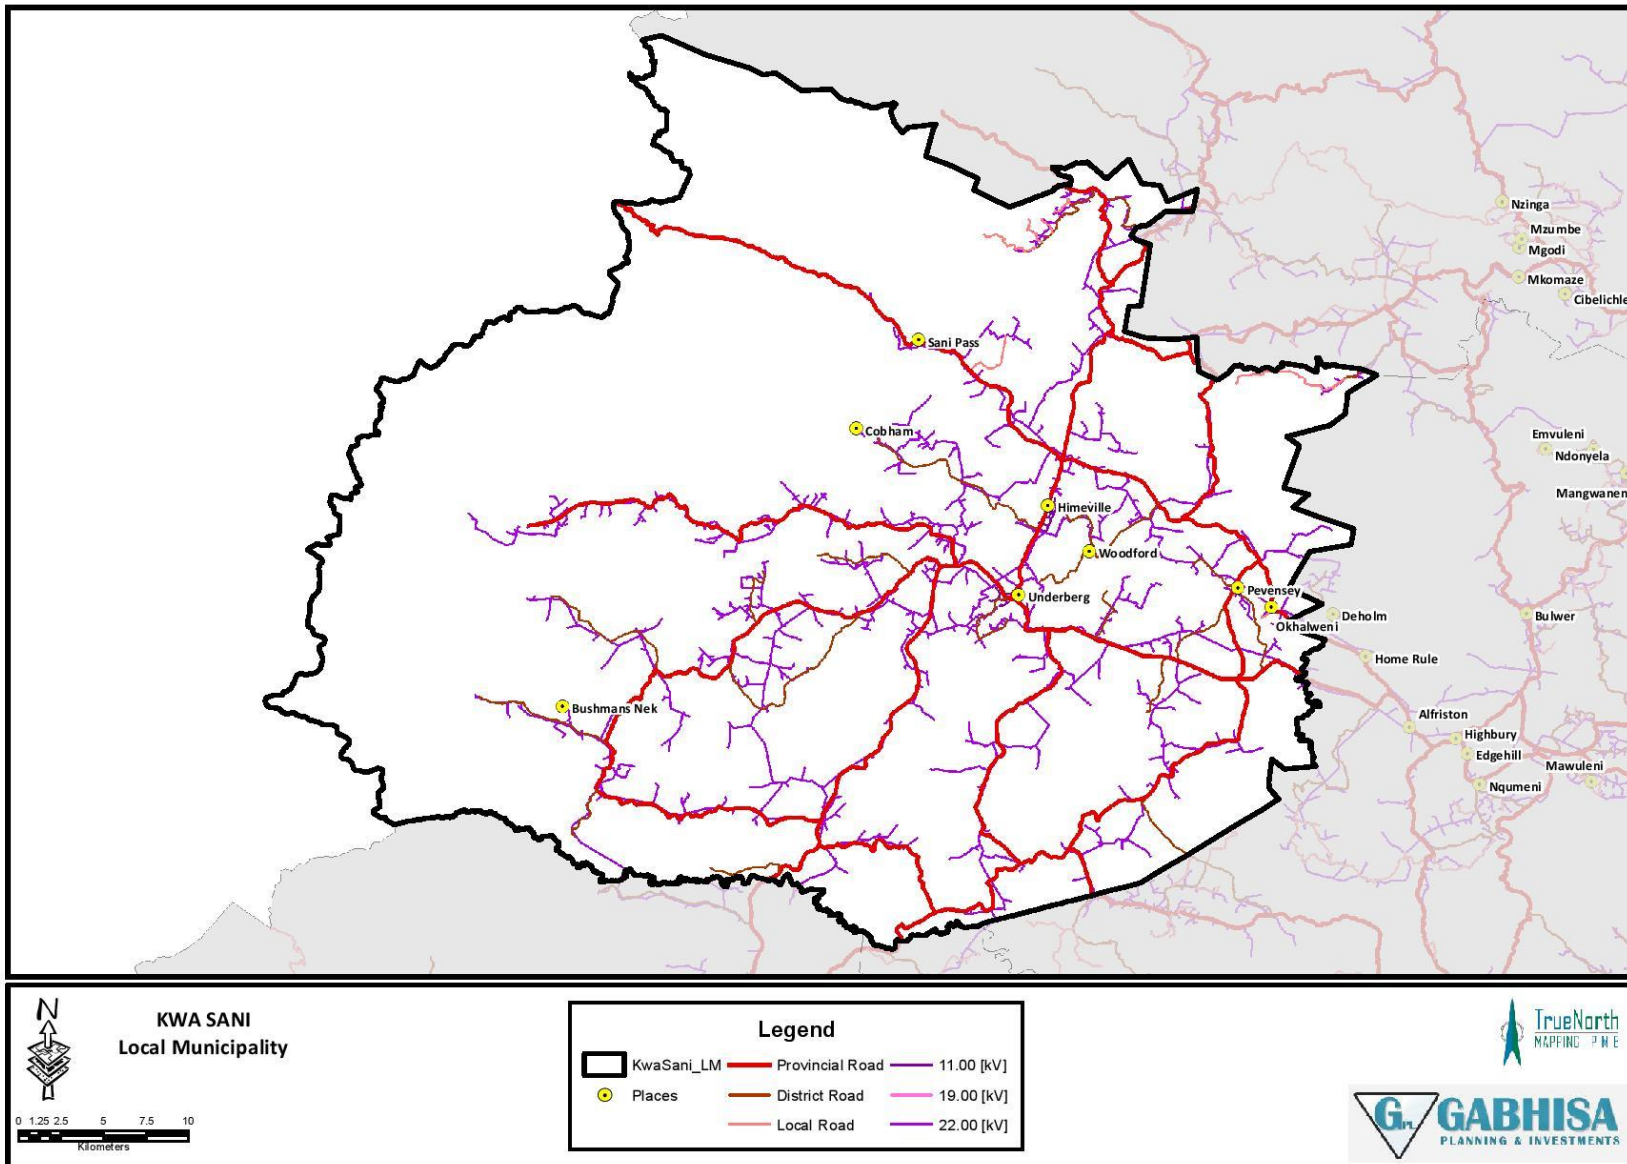 Nzinga
Mzumbe
Mgodi
Mkomaze
Cibelichle
Sani Pass
Cobham
Emvuleni
Ndonyela
Mangwanen
Himeville
Woodford
Pevensey
Underberg
Okhalweni
Deholm
Bulwer
Home Rule
Bushmans Nek
Alfriston
Highbury
Edgehill
Mawuleni
Nqumeni
N
KWA SANI
Local Municipality
0 1.25 2.5 5 7.5 10
Kilometers
Legend
KwaSani_LM Provincial Road 11.00 [kV]
Places District Road 19.00 [kV]
Local Road 22.00 [kV]
TrueNorth
MAPPING PMB
GPL GABHISA
PLANNING & INVESTMENTS